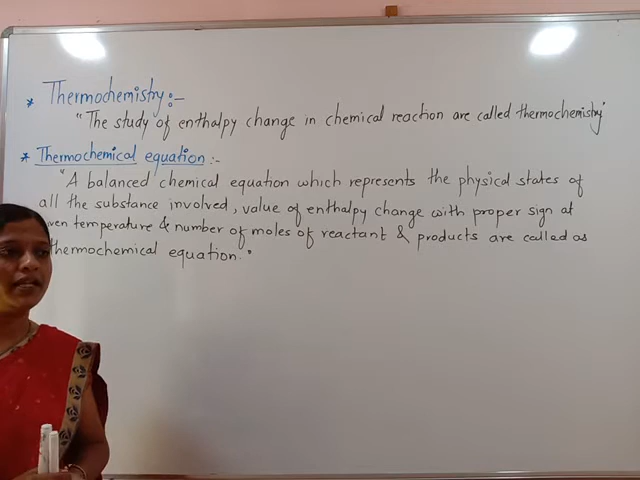 * Thermochemistry:-
"The study of enthalpy change in chemical reaction are called thermochemistry"
* Thermochemical equation:-
"A balanced chemical equation which represents the physical states of
all the substance involved, value of enthalpy change with proper sign at
ven temperature & number of moles of reactant & products are called as
thermochemical equation."